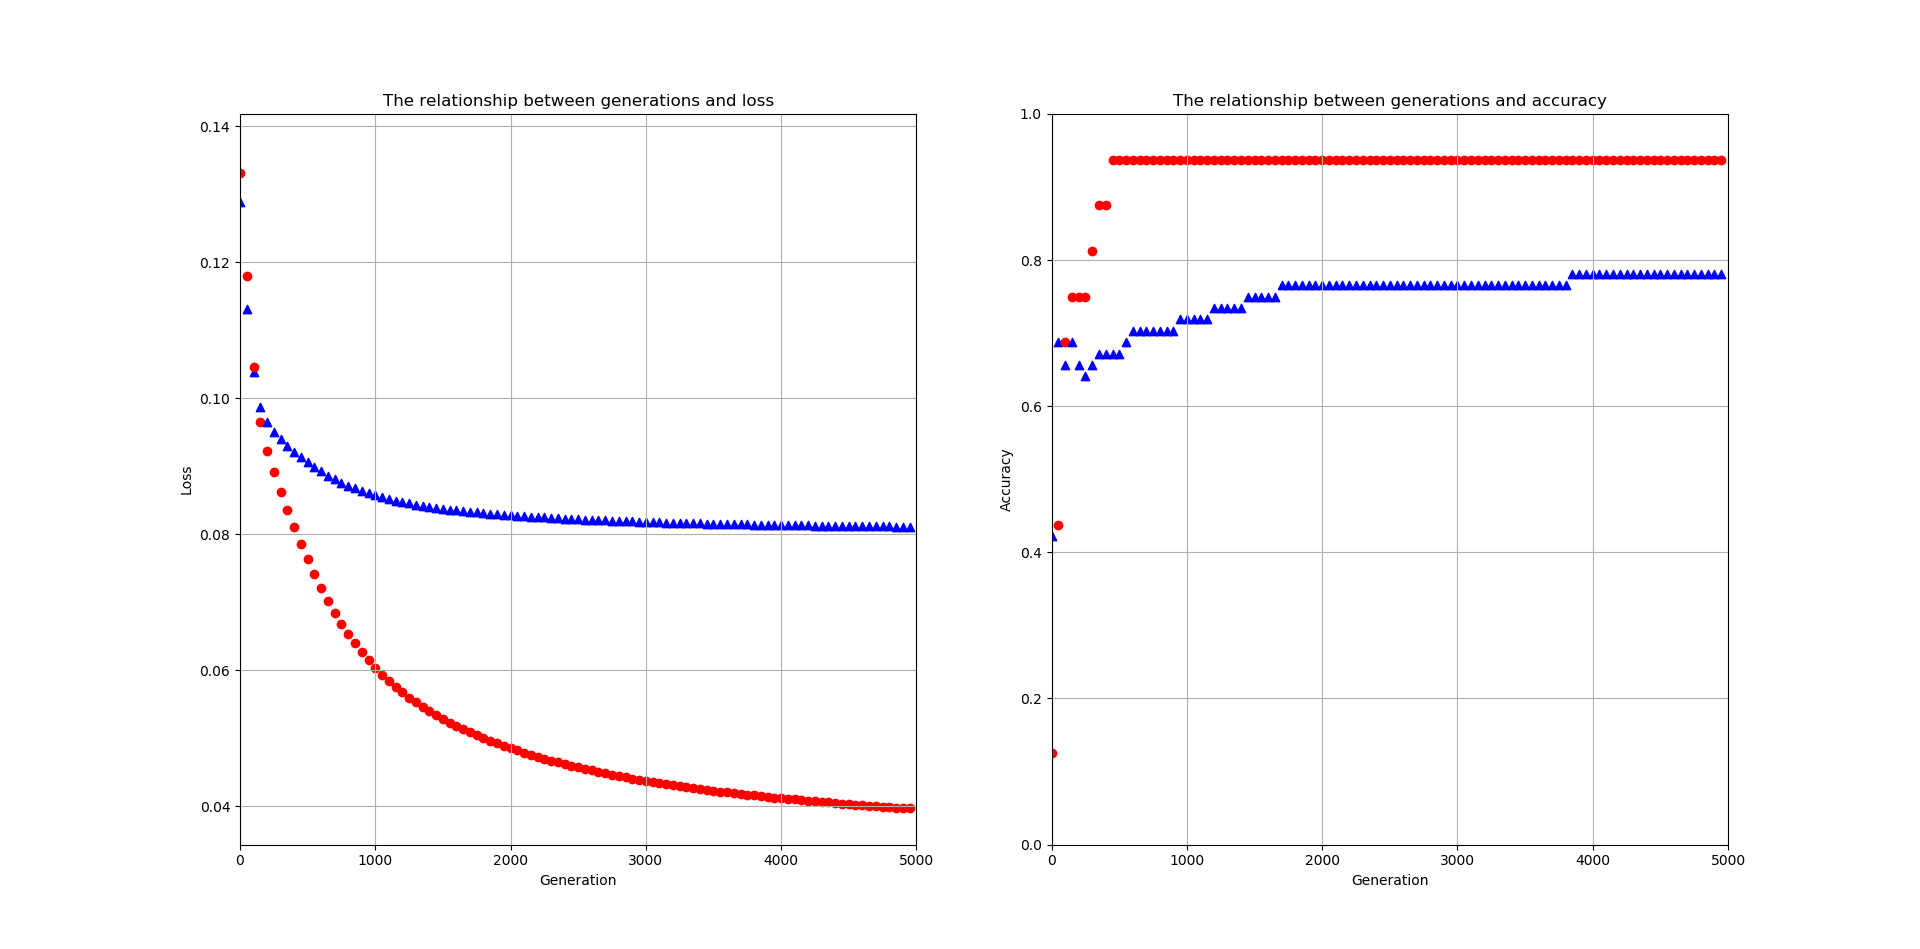 The relationship between generations and loss
0.14
0.12
0.10
0.08
0.06
0.04
Loss
0 1000 2000 3000 4000 5000
Generation
The relationship between generations and accuracy
1.0
0.8
0.6
0.4
0.2
0.0
Accuracy
0 1000 2000 3000 4000 5000
Generation